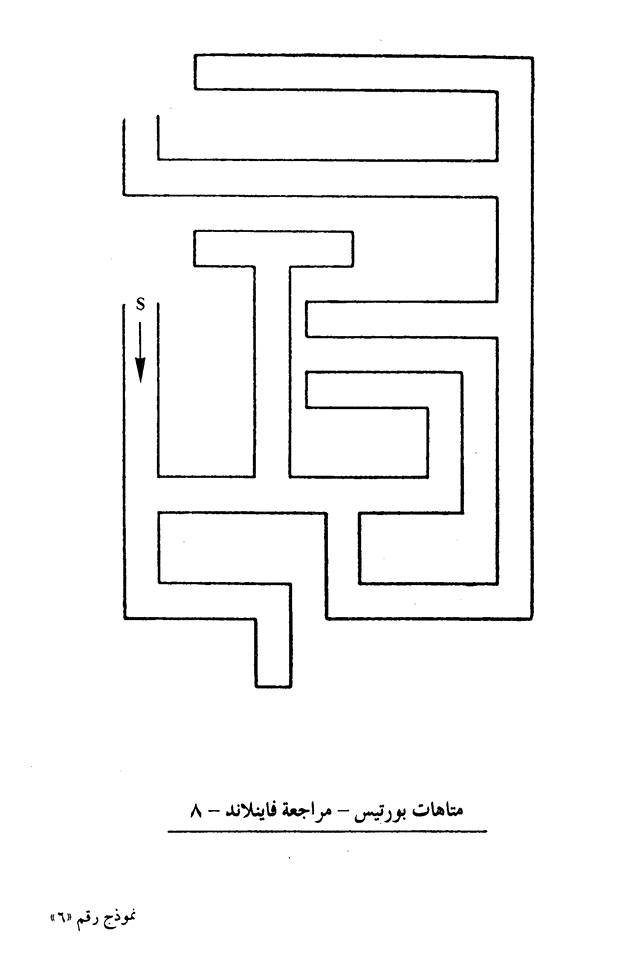 S
متاهات بورتيس – مراجعة فاينلاند – ٨
نموذج رقم «٦»